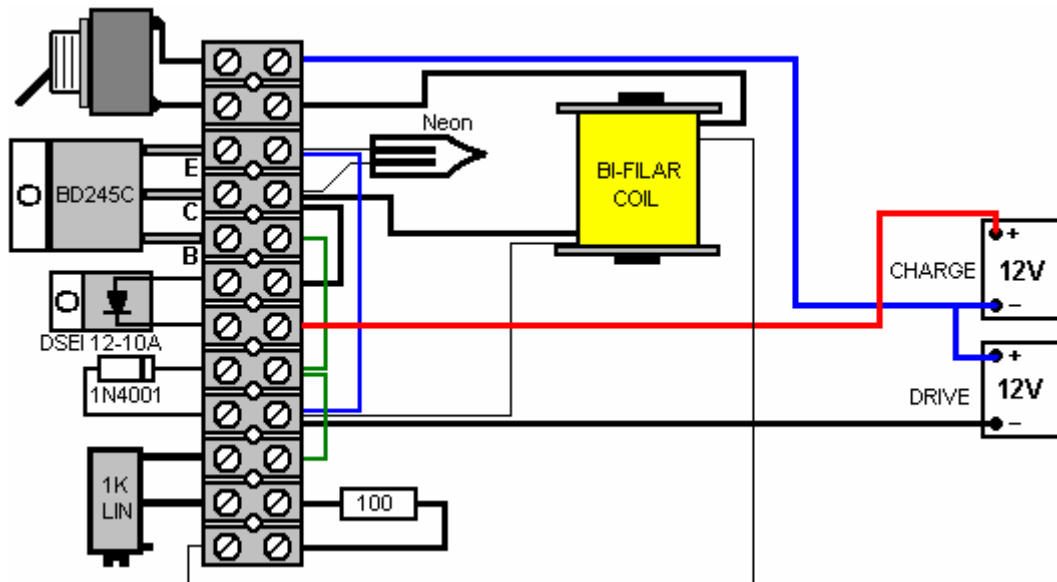 Neon
E
BD245C
C
B
BI-FILAR
COIL
+
CHARGE
12V
−
DSEI 12-10A
+
1N4001
DRIVE
12V
−
1K
LIN
100